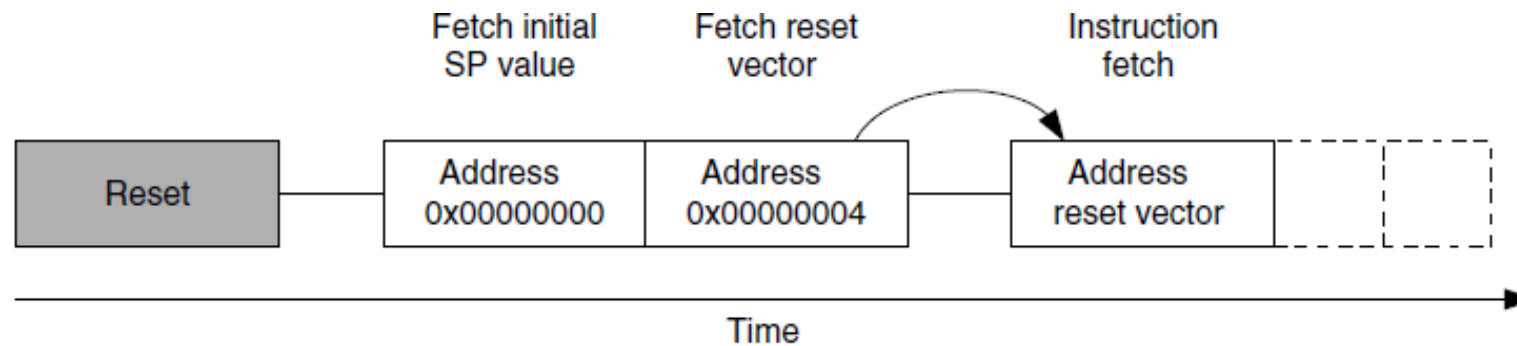 Fetch initial
SP value
Fetch reset
vector
Instruction
fetch
Reset
Address
0x00000000
Address
0x00000004
Address
reset vector
Time